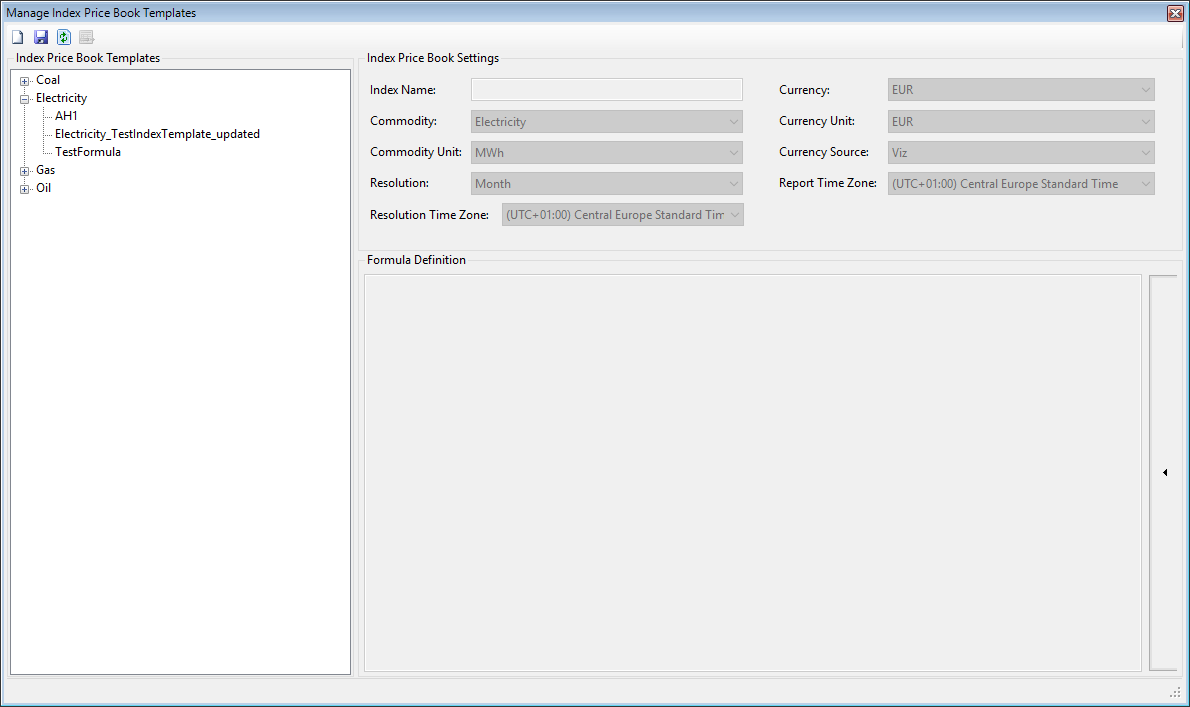 Manage Index Price Book Templates
Index Price Book Templates
Coal
Electricity
AH1
Electricity_TestIndexTemplate_updated
TestFormula
Gas
Oil
Index Price Book Settings
Index Name:
Commodity: Electricity
Commodity Unit: MWh
Resolution: Month
Resolution Time Zone: (UTC+01:00) Central Europe Standard Tim
Currency: EUR
Currency Unit: EUR
Currency Source: Viz
Report Time Zone: (UTC+01:00) Central Europe Standard Time
Formula Definition